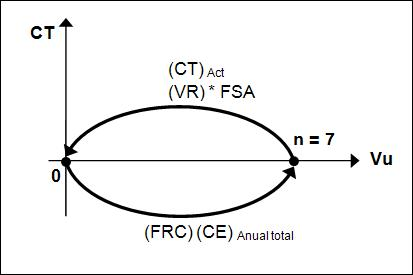 CT
(CT) Act
(VR) * FSA
n = 7
Vu
0
(FRC) (CE) Anual total